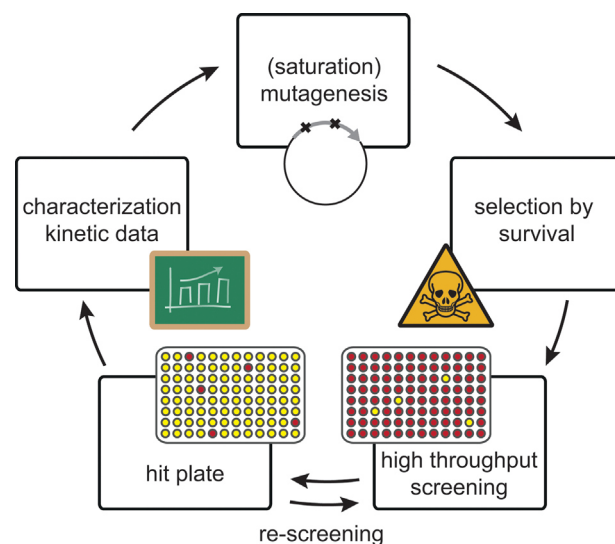 (saturation)
mutagenesis
selection by
survival
high throughput
screening
re-screening
hit plate
characterization
kinetic data